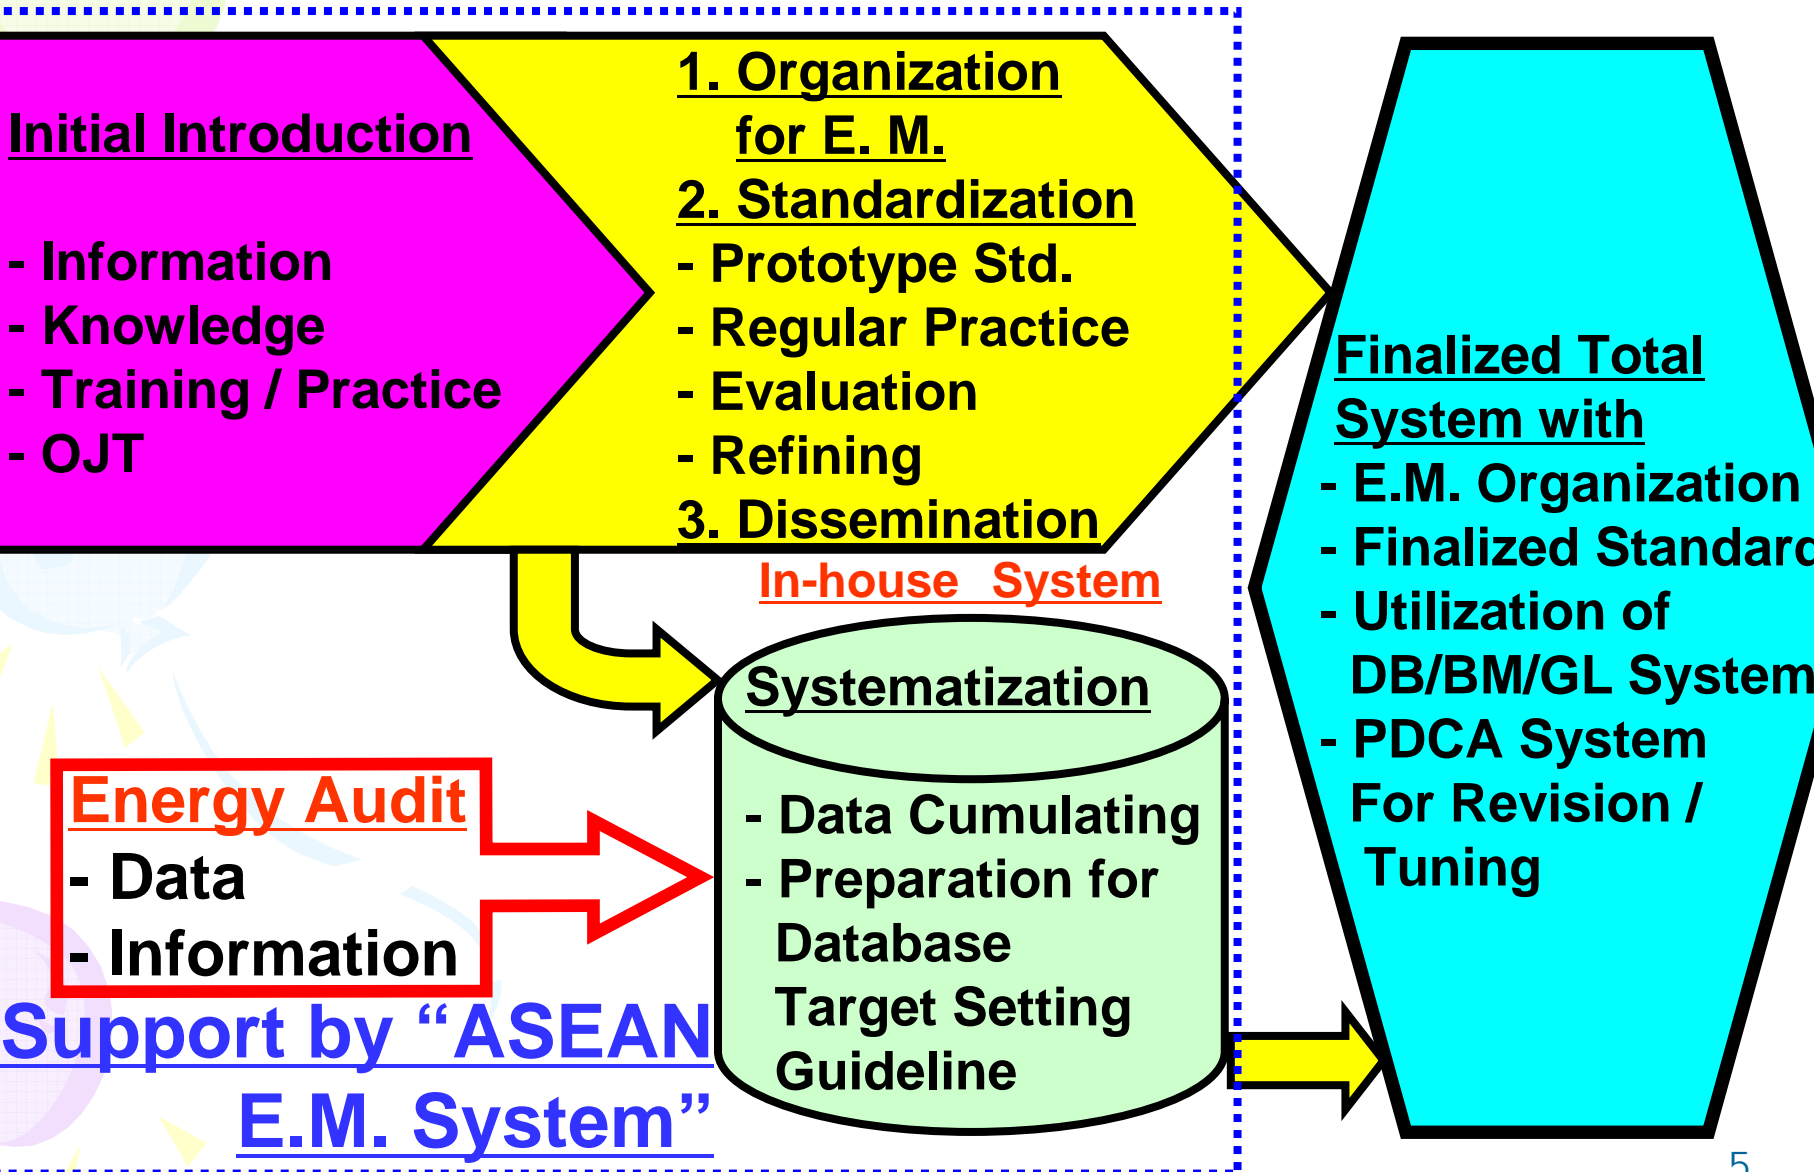 Initial Introduction
- Information
- Knowledge
- Training / Practice
- OJT
1. Organization
for E. M.
2. Standardization
- Prototype Std.
- Regular Practice
- Evaluation
- Refining
3. Dissemination
In-house System
Systematization
- Data Cumulating
- Preparation for
Database
Target Setting
Guideline
Energy Audit
- Data
- Information
Support by “ASEAN
E.M. System”
Finalized Total
System with
- E.M. Organization
- Finalized Standard
- Utilization of
DB/BM/GL System
- PDCA System
For Revision /
Tuning
5